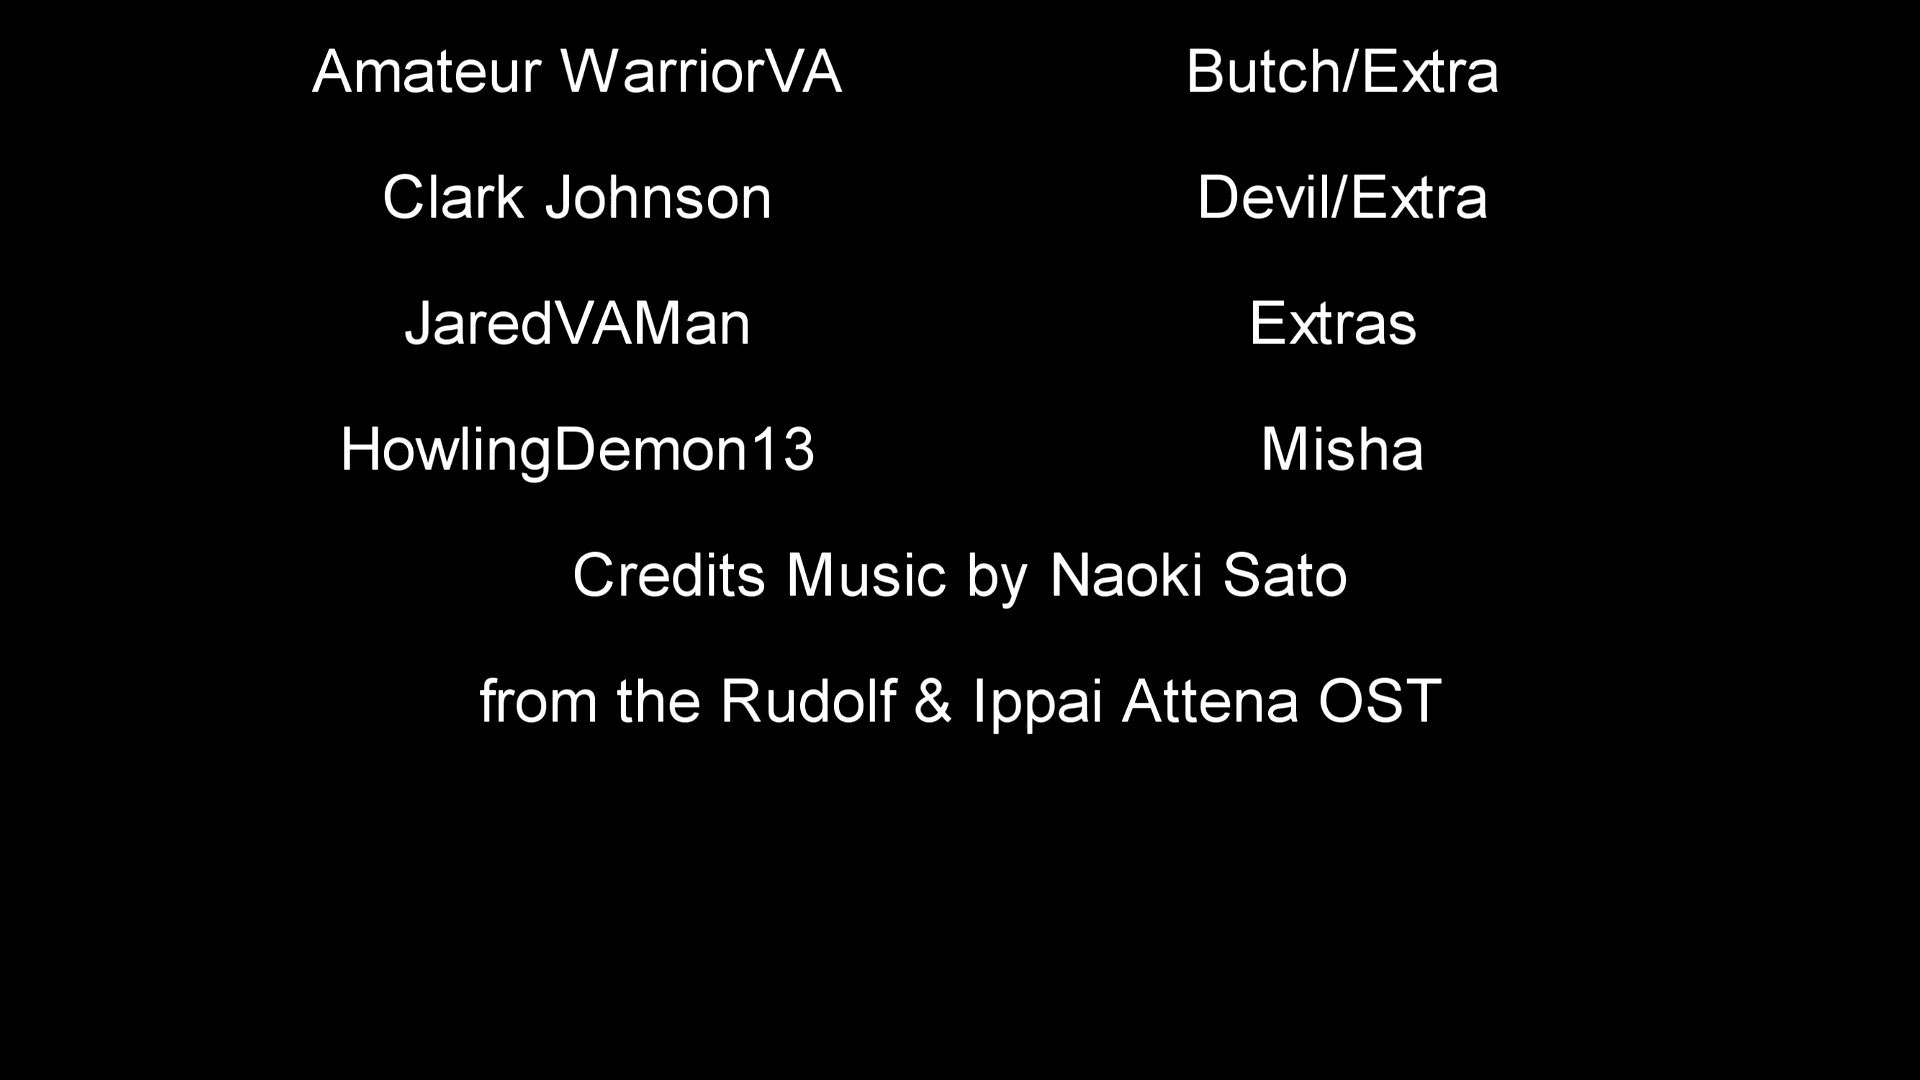 Amateur WarriorVA Butch/Extra
Clark Johnson Devil/Extra
JaredVAMan Extras
HowlingDemon13 Misha
Credits Music by Naoki Sato
from the Rudolf & Ippai Attena OST